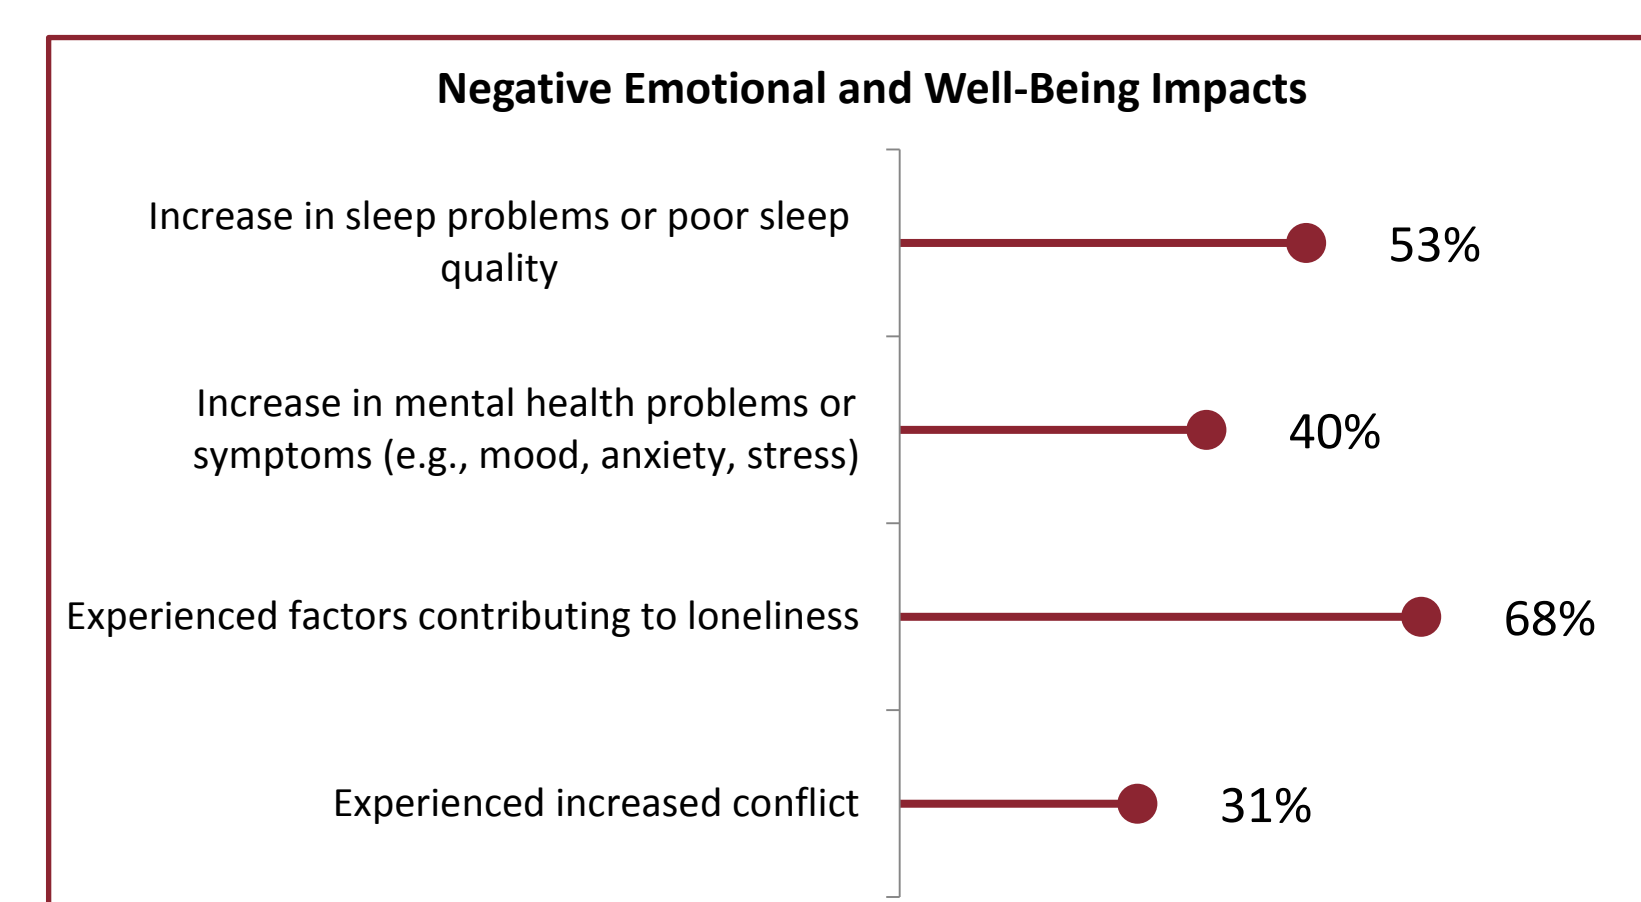 Negative Emotional and Well-Being Impacts
Increase in sleep problems or poor sleep
quality
53%
Increase in mental health problems or
symptoms (e.g., mood, anxiety, stress)
40%
Experienced factors contributing to loneliness
68%
Experienced increased conflict
31%